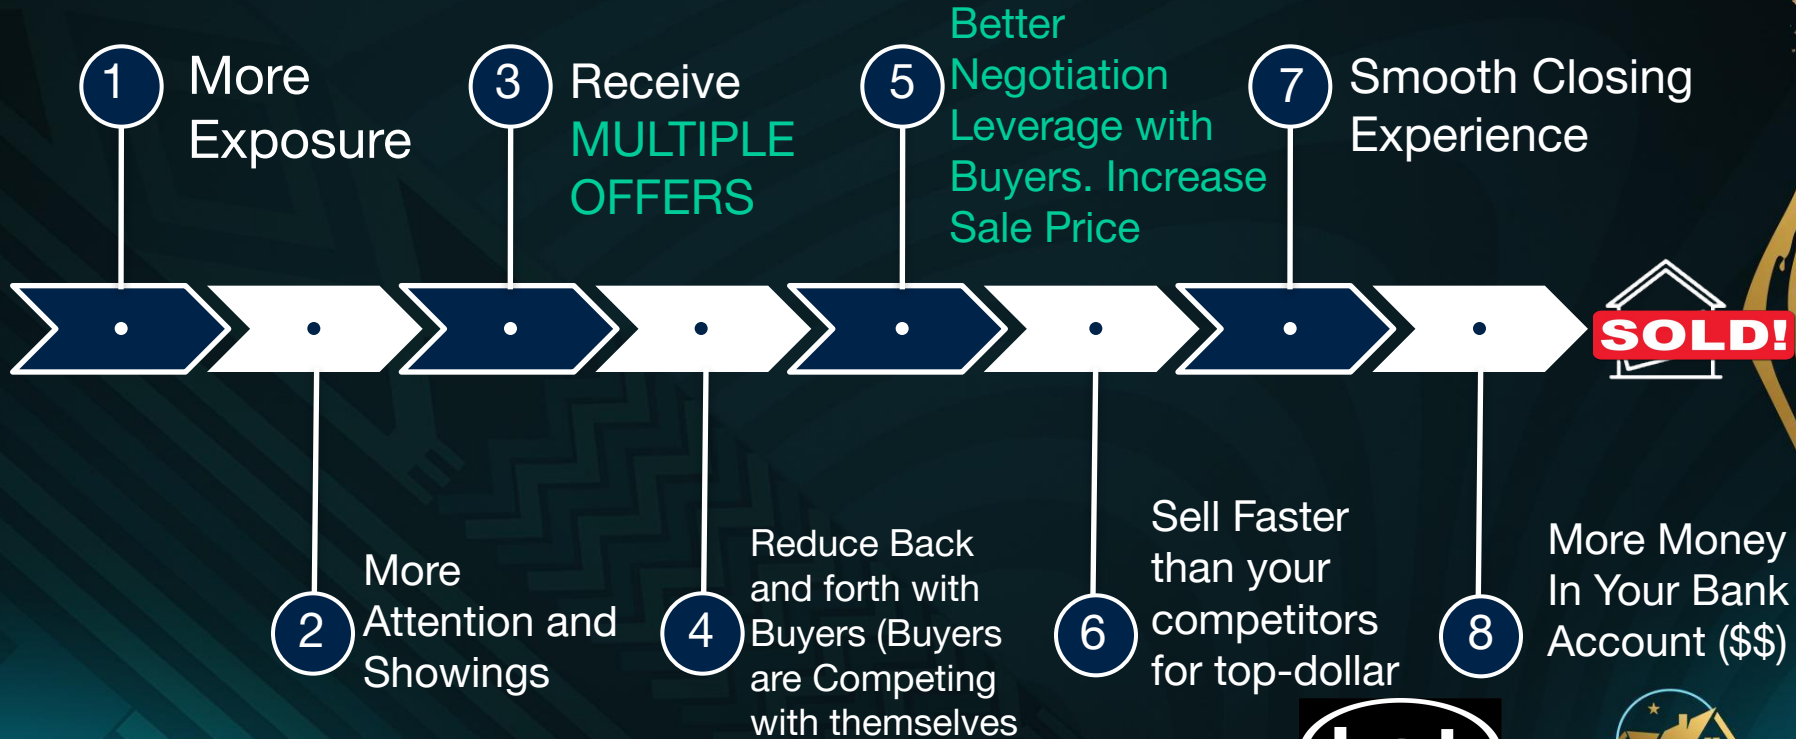 1
More
Exposure
2
More
Attention and
Showings
3
Receive
MULTIPLE
OFFERS
4
Reduce Back
and forth with
Buyers (Buyers
are Competing
with themselves
5
Better
Negotiation
Leverage with
Buyers. Increase
Sale Price
6
Sell Faster
than your
competitors
for top-dollar
7
Smooth Closing
Experience
8
More Money
In Your Bank
Account ($$)
SOLD!